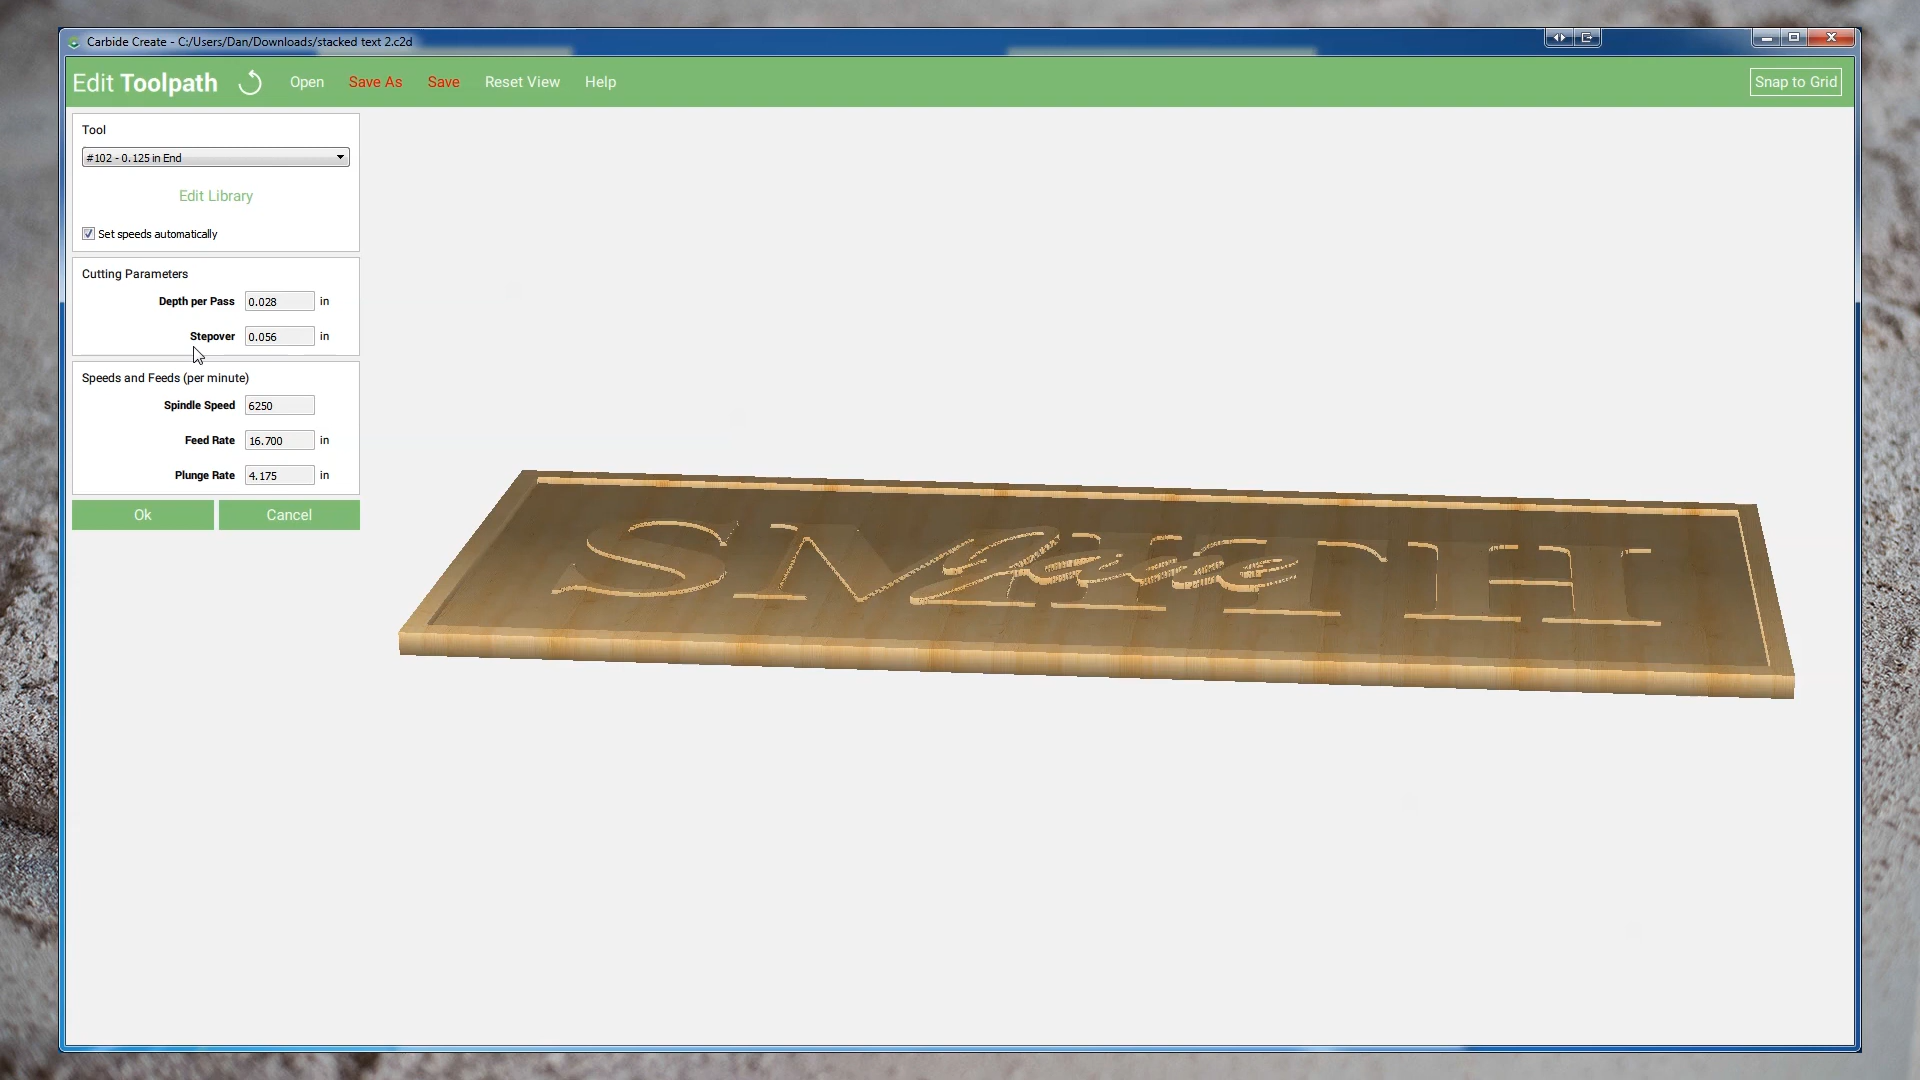 Carbide Create - C:/Users/Dan/Downloads/stacked text 2.c2d
Edit Toolpath Open Save As Save Reset View Help Snap to Grid
Tool
#102 - 0.125 in End
Edit Library
Set speeds automatically
Cutting Parameters
Depth per Pass 0.028 in
Stepover 0.056 in
Speeds and Feeds (per minute)
Spindle Speed 6250
Feed Rate 16.700 in
Plunge Rate 4.175 in
Ok Cancel
SMITH